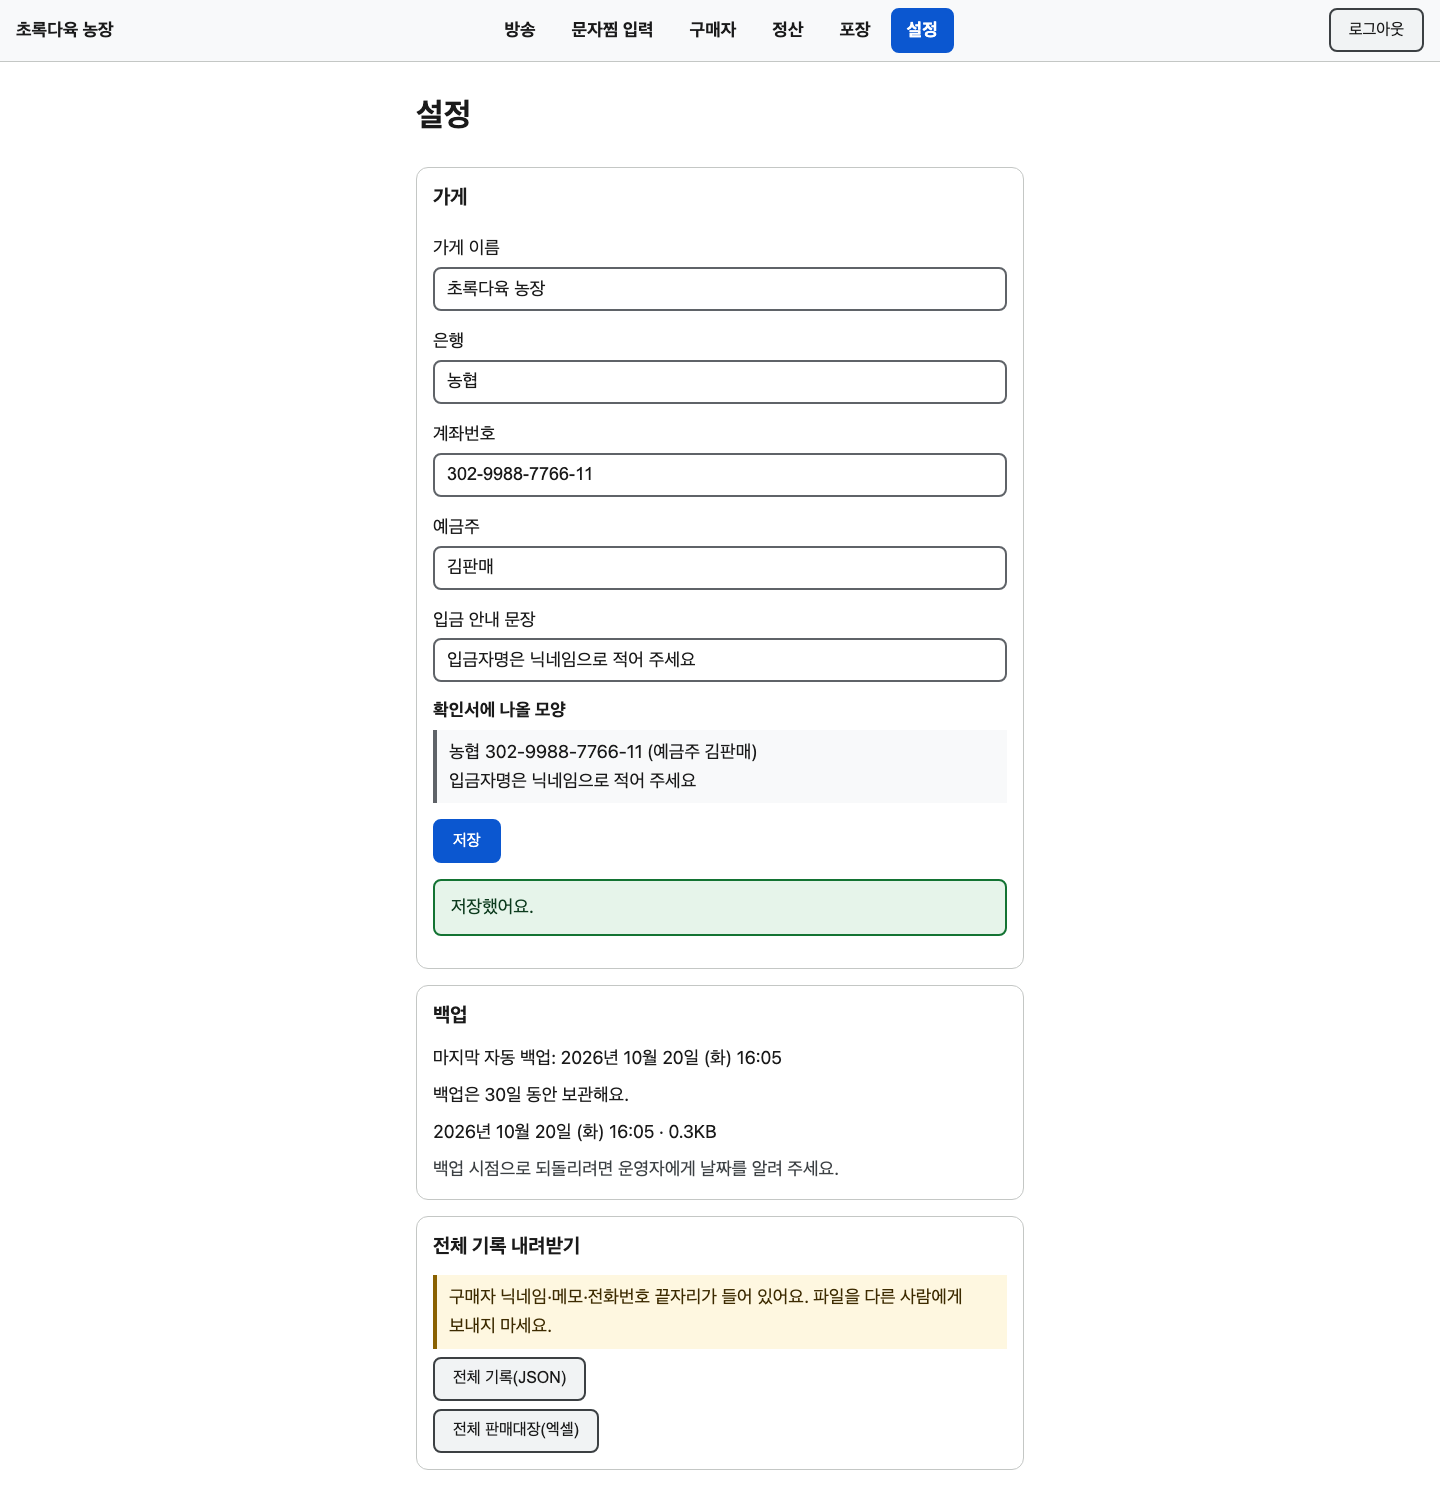 초록다육 농장
방송
문자찜 입력
구매자
정산
포장
설정
로그아웃
설정
가게
가게 이름
초록다육 농장
은행
농협
계좌번호
302-9988-7766-11
예금주
김판매
입금 안내 문장
입금자명은 닉네임으로 적어 주세요
확인서에 나올 모양
농협 302-9988-7766-11 (예금주 김판매)
입금자명은 닉네임으로 적어 주세요
저장
저장했어요.
백업
마지막 자동 백업: 2026년 10월 20일 (화) 16:05
백업은 30일 동안 보관해요.
2026년 10월 20일 (화) 16:05 · 0.3KB
백업 시점으로 되돌리려면 운영자에게 날짜를 알려 주세요.
전체 기록 내려받기
구매자 닉네임·메모·전화번호 끝자리가 들어 있어요. 파일을 다른 사람에게
보내지 마세요.
전체 기록(JSON)
전체 판매대장(엑셀)